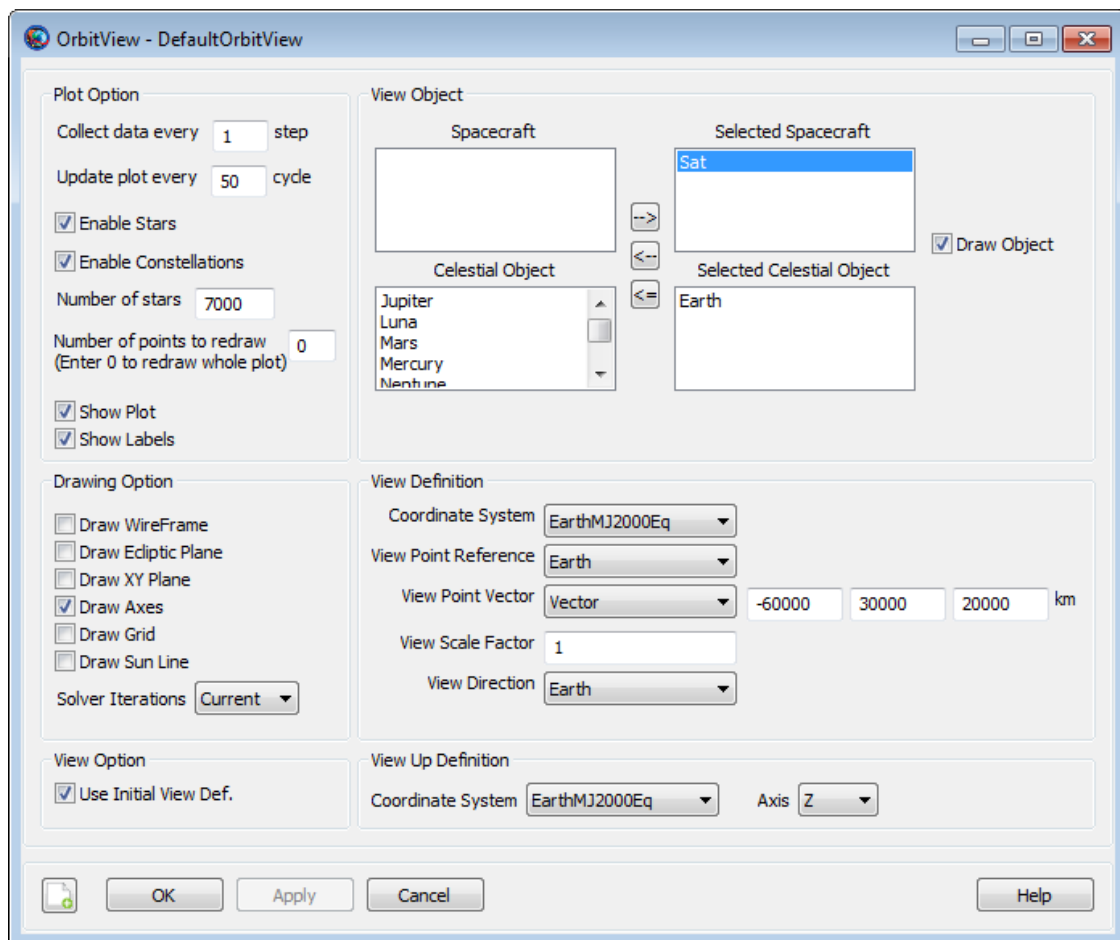 OrbitView - DefaultOrbitView
Plot Option
Collect data every 1 step
Update plot every 50 cycle
Enable Stars
Enable Constellations
Number of stars 7000
Number of points to redraw
(Enter 0 to redraw whole plot) 0
Show Plot
Show Labels
View Object
Spacecraft
Selected Spacecraft
Sat
-->
<--
<=
Draw Object
Celestial Object
Jupiter
Luna
Mars
Mercury
Neptune
Selected Celestial Object
Earth
Drawing Option
Draw WireFrame
Draw Ecliptic Plane
Draw XY Plane
Draw Axes
Draw Grid
Draw Sun Line
Solver Iterations Current
View Definition
Coordinate System EarthMJ2000Eq
View Point Reference Earth
View Point Vector Vector -60000 30000 20000 km
View Scale Factor 1
View Direction Earth
View Option
Use Initial View Def.
View Up Definition
Coordinate System EarthMJ2000Eq Axis Z
OK Apply Cancel Help